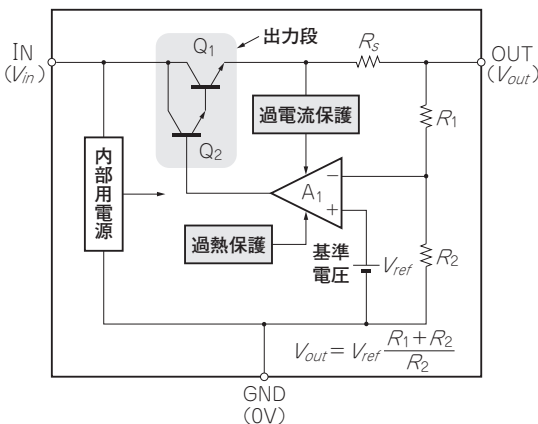 出力段
Q1
IN
(Vin)
Rs
OUT
(Vout)
過電流保護
R1
Q2
内部用電源
A1
−
+
過熱保護
基準
電圧
Vref
R2
Vout = Vref (R1+R2)/R2
GND
(0V)